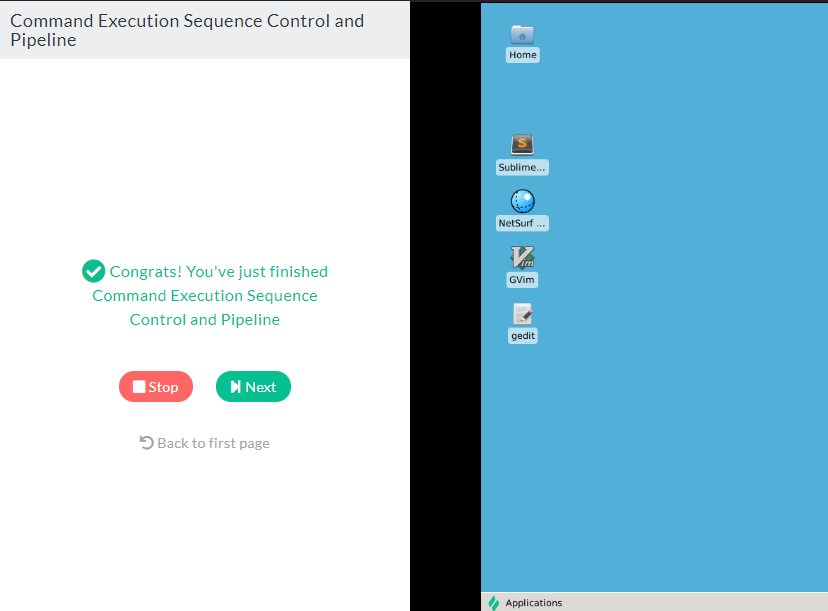 Command Execution Sequence Control and
Pipeline
Congrats! You've just finished
Command Execution Sequence
Control and Pipeline
Stop
Next
Back to first page
Home
S
Sublime...
NetSurf ...
Vim
GVim
gedit
Applications